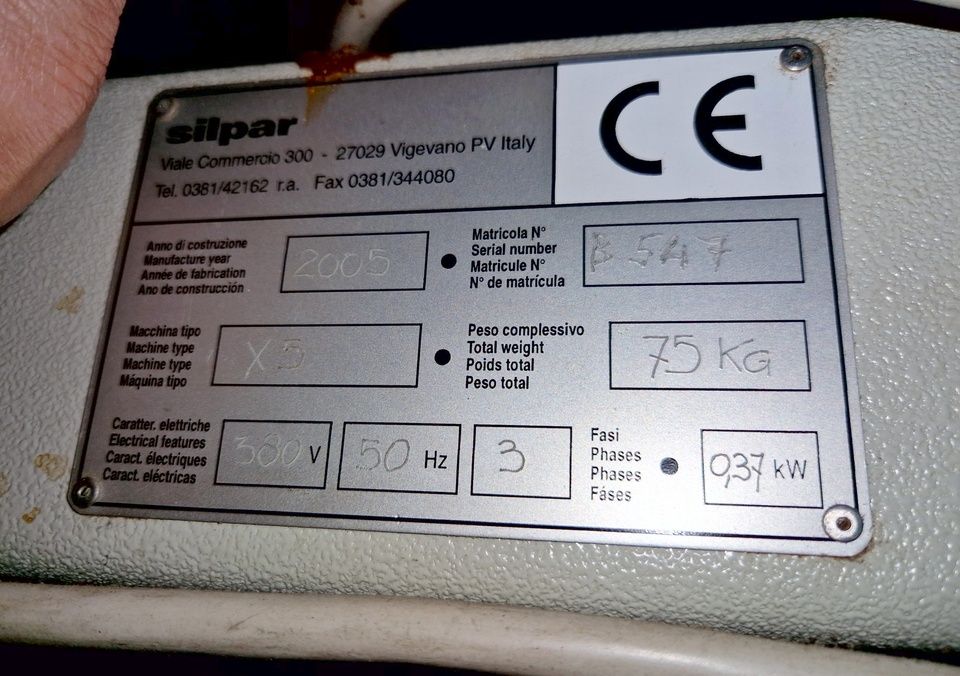 silpar
Viale Commercio 300 - 27029 Vigevano PV Italy
Tel. 0381/42162 r.a. Fax 0381/344080
CE
Anno di costruzione
Manufacture year
Année de fabrication
Ano de construcción
2005
Matricola N°
Serial number
Matricule N°
N° de matrícula
B 547
Macchina tipo
Machine type
Machine type
Máquina tipo
X5
Peso complessivo
Total weight
Poids total
Peso total
75 KG
Caratter. elettriche
Electrical features
Caract. électriques
Caract. eléctricas
380 V
50 Hz
3
Fasi
Phases
Phases
Fáses
0,37 kW